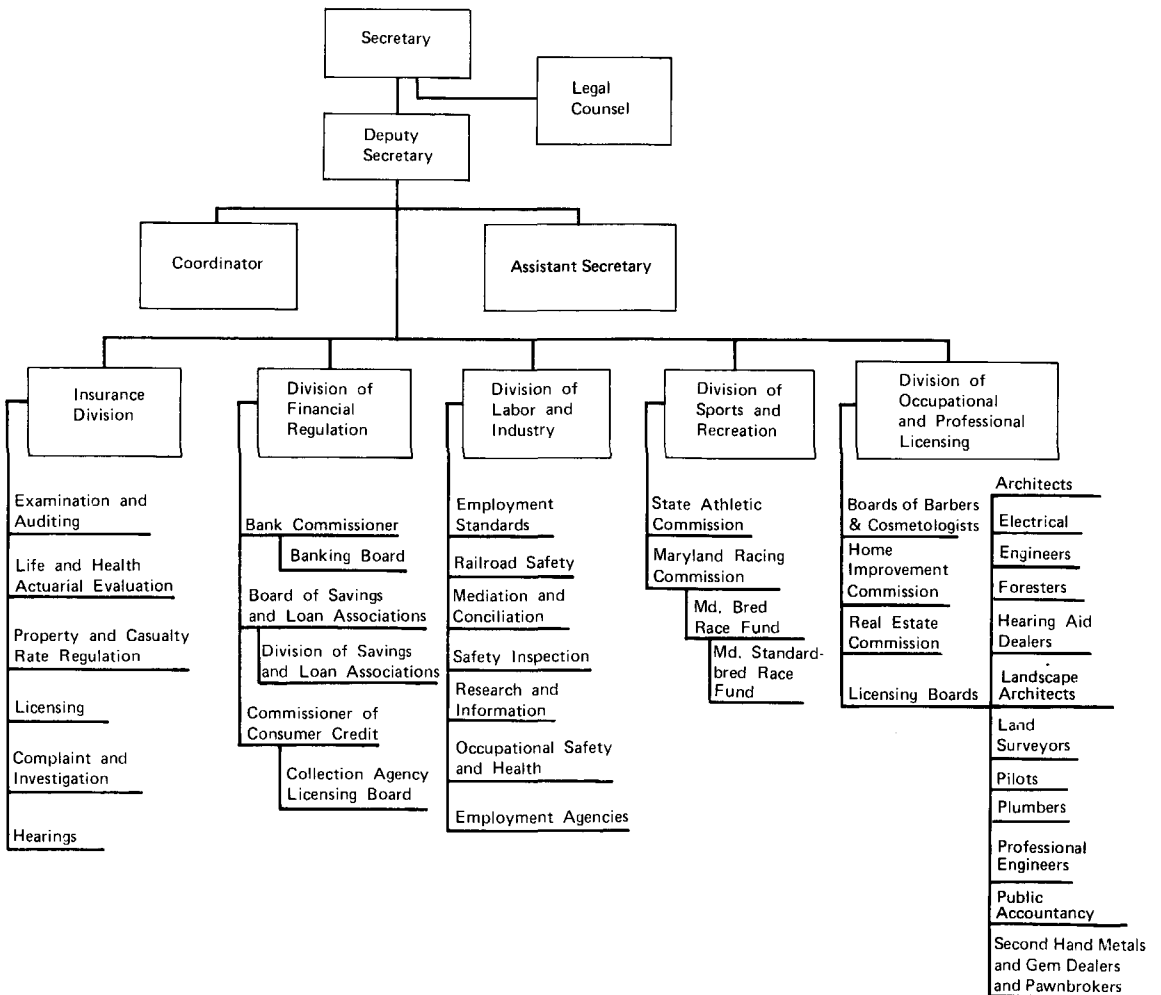 Secretary
Legal
Counsel
Deputy
Secretary
Coordinator
Assistant Secretary
Insurance
Division
Examination and
Auditing
Life and Health
Actuarial Evaluation
Property and Casualty
Rate Regulation
Licensing
Complaint and
Investigation
Hearings
Division of
Financial
Regulation
Bank Commissioner
Banking Board
Board of Savings
and Loan Associations
Division of Savings
and Loan Associations
Commissioner of
Consumer Credit
Collection Agency
Licensing Board
Division of
Labor and
Industry
Employment
Standards
Railroad Safety
Mediation and
Conciliation
Safety Inspection
Research and
Information
Occupational Safety
and Health
Employment Agencies
Division of
Sports and
Recreation
State Athletic
Commission
Maryland Racing
Commission
Md. Bred
Race Fund
Md. Standard-
bred Race
Fund
Division of
Occupational
and Professional
Licensing
Boards of Barbers
& Cosmetologists
Home
Improvement
Commission
Real Estate
Commission
Licensing Boards
Architects
Electrical
Engineers
Foresters
Hearing Aid
Dealers
Landscape
Architects
Land
Surveyors
Pilots
Plumbers
Professional
Engineers
Public
Accountancy
Second Hand Metals
and Gem Dealers
and Pawnbrokers